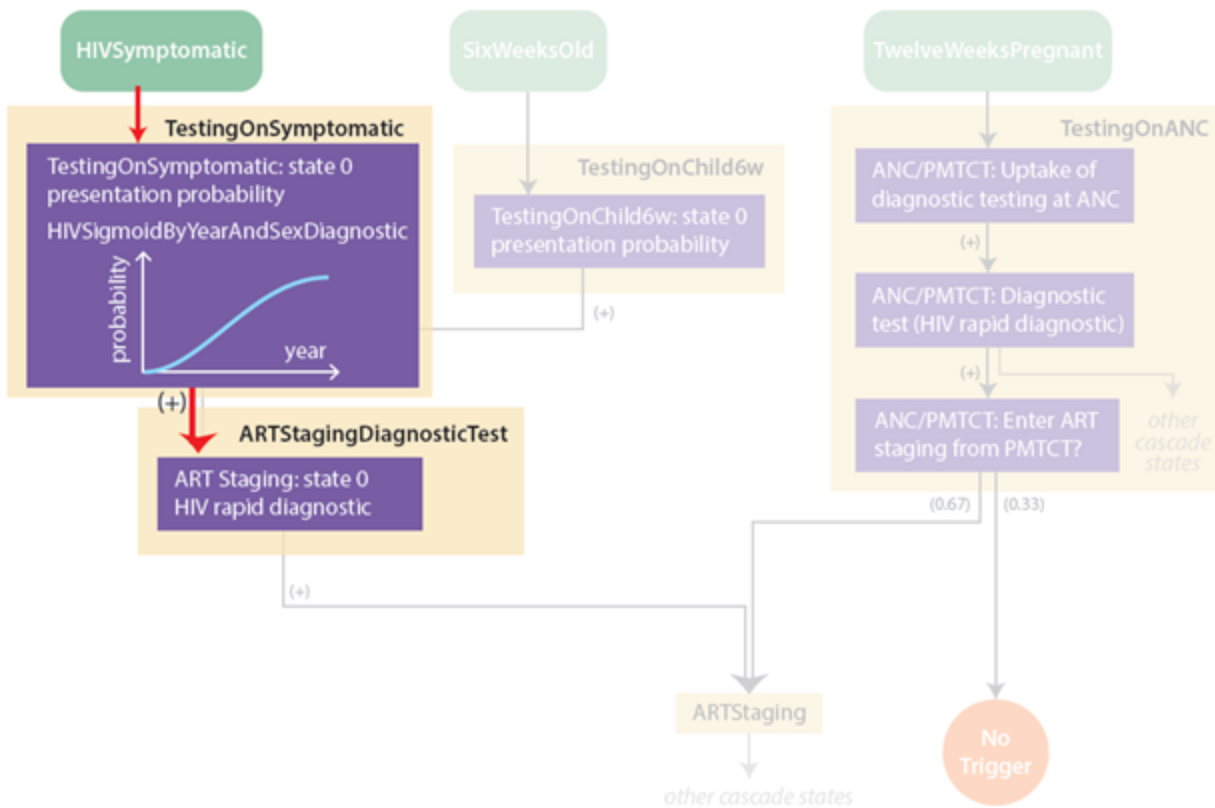 HIVSymptomatic
SixWeeksOld
TwelveWeeksPregnant
TestingOnSymptomatic
TestingOnSymptomatic: state 0
presentation probability
HIVSigmoidByYearAndSexDiagnostic
probability
year
(+)
TestingOnChild6w
TestingOnChild6w: state 0
presentation probability
(+)
TestingOnANC
ANC/PMTCT: Uptake of
diagnostic testing at ANC
(+)
ANC/PMTCT: Diagnostic
test (HIV rapid diagnostic)
(+)
ANC/PMTCT: Enter ART
staging from PMTCT?
other
cascade
states
(0.67)
(0.33)
ARTStagingDiagnosticTest
ART Staging: state 0
HIV rapid diagnostic
(+)
ARTStaging
other cascade states
No
Trigger